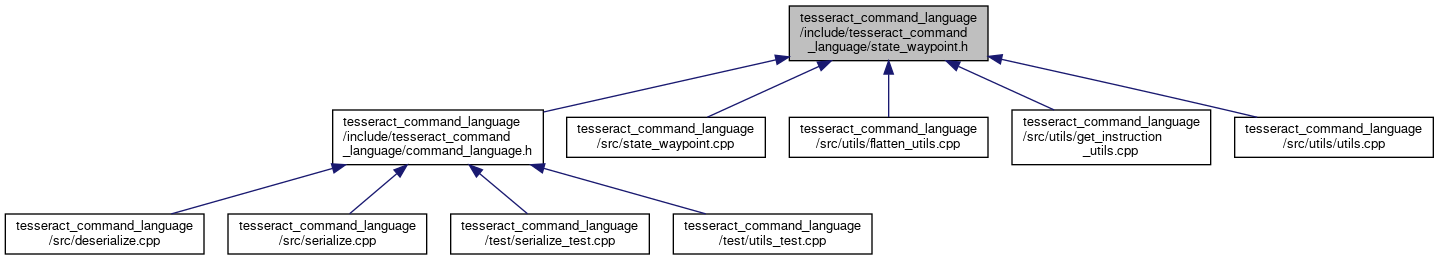 tesseract_command_language
/include/tesseract_command
_language/state_waypoint.h
tesseract_command_language
/include/tesseract_command
_language/command_language.h
tesseract_command_language
/src/state_waypoint.cpp
tesseract_command_language
/src/utils/flatten_utils.cpp
tesseract_command_language
/src/utils/get_instruction
_utils.cpp
tesseract_command_language
/src/utils/utils.cpp
tesseract_command_language
/src/deserialize.cpp
tesseract_command_language
/src/serialize.cpp
tesseract_command_language
/test/serialize_test.cpp
tesseract_command_language
/test/utils_test.cpp